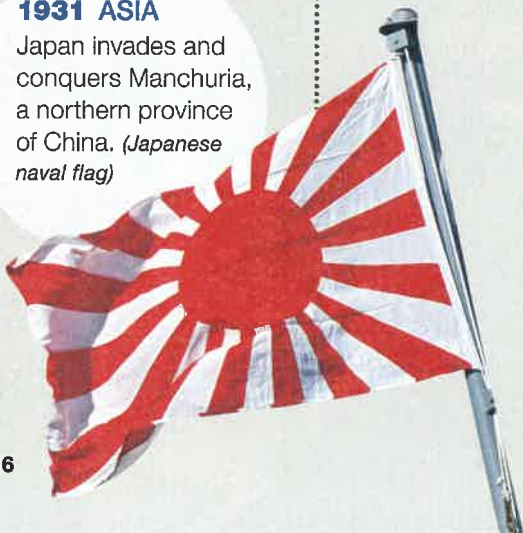 1931 ASIA
Japan invades and
conquers Manchuria,
a northern province
of China. (Japanese
naval flag)
6